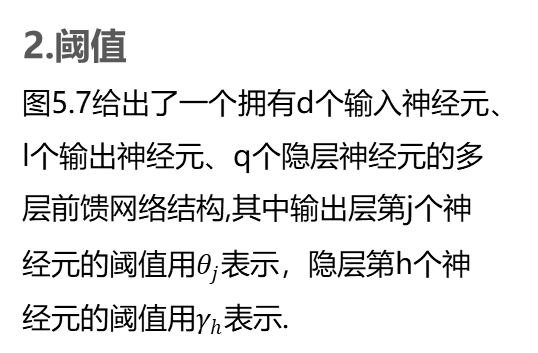 2.阈值
图5.7给出了一个拥有d个输入神经元、
l个输出神经元、q个隐层神经元的多
层前馈网络结构,其中输出层第j个神
经元的阈值用θⱼ表示，隐层第h个神
经元的阈值用γₕ表示.